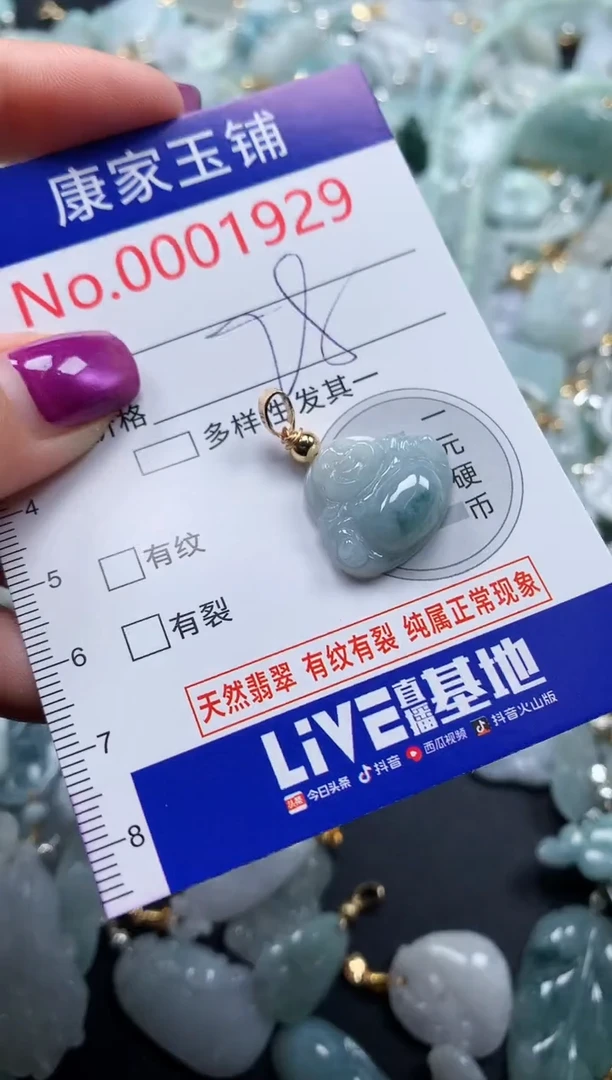 康家玉铺
No.0001929
78
价格
多样性发其一
一元硬币
有纹
有裂
4
5
6
7
8
天然翡翠 有纹有裂 纯属正常现象
LiVE直播基地
头条 今日头条 抖音 西瓜视频 抖音火山版